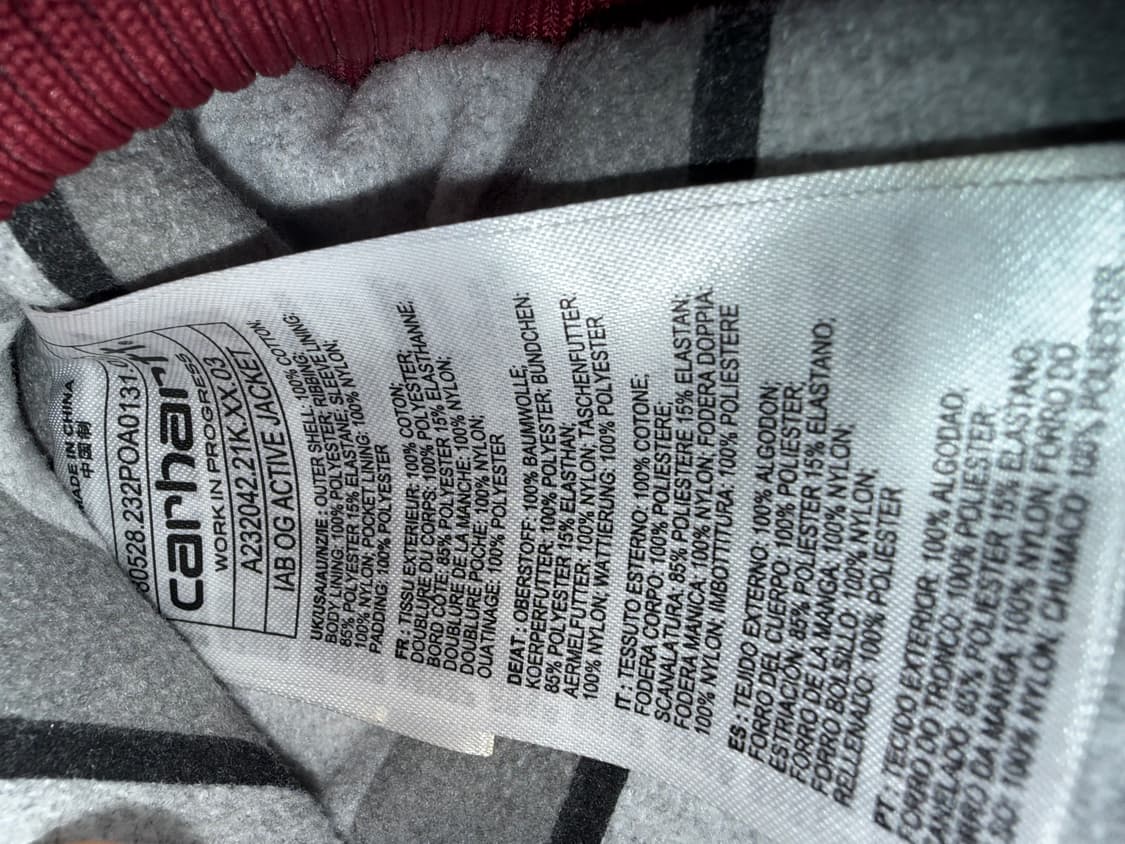 MADE IN CHINA
中国制
60528.232POA0131.
carhartt
WORK IN PROGRESS
A232042.21K.XX.03
IAB OG ACTIVE JACKET
UK/USA/AU/NZ/IE : OUTER SHELL: 100% COTTON;
BODY LINING: 100% POLYESTER; RIBBING LINING:
85% POLYESTER 15% ELASTANE; SLEEVE LINING:
100% NYLON; POCKET LINING: 100% NYLON;
PADDING: 100% POLYESTER
FR : TISSU EXTERIEUR: 100% COTON;
DOUBLURE DU CORPS: 100% POLYESTER;
BORD CÔTE: 85% POLYESTER 15% ELASTHANNE;
DOUBLURE DE LA MANCHE: 100% NYLON;
DOUBLURE POCHE: 100% NYLON;
OUATINAGE: 100% POLYESTER
DE/AT : OBERSTOFF: 100% BAUMWOLLE;
KOERPERFUTTER: 100% POLYESTER; BUNDCHEN:
85% POLYESTER 15% ELASTHAN;
AERMELFUTTER: 100% NYLON; TASCHENFUTTER:
100% NYLON; WATTIERUNG: 100% POLYESTER
IT : TESSUTO ESTERNO: 100% COTONE;
FODERA CORPO: 100% POLIESTERE;
SCANALATURA: 85% POLIESTERE 15% ELASTAN;
FODERA MANICA: 100% NYLON; FODERA DOPPIA:
100% NYLON; IMBOTTITURA: 100% POLIESTERE
ES : TEJIDO EXTERNO: 100% ALGODON;
FORRO DEL CUERPO: 100% POLIESTER;
ESTRIACION: 85% POLIESTER 15% ELASTANO;
FORRO DE LA MANGA: 100% NYLON;
FORRO BOLSILLO: 100% NYLON;
RELLENADO: 100% POLIESTER
PT : TECIDO EXTERIOR: 100% ALGODAO;
FORRO DO TRONCO: 100% POLIESTER;
CANELADO: 85% POLIESTER 15% ELASTANO;
DA MANGA: 100% NYLON; FORRO DO
100% NYLON; CHUMACO: 100% POLIESTER